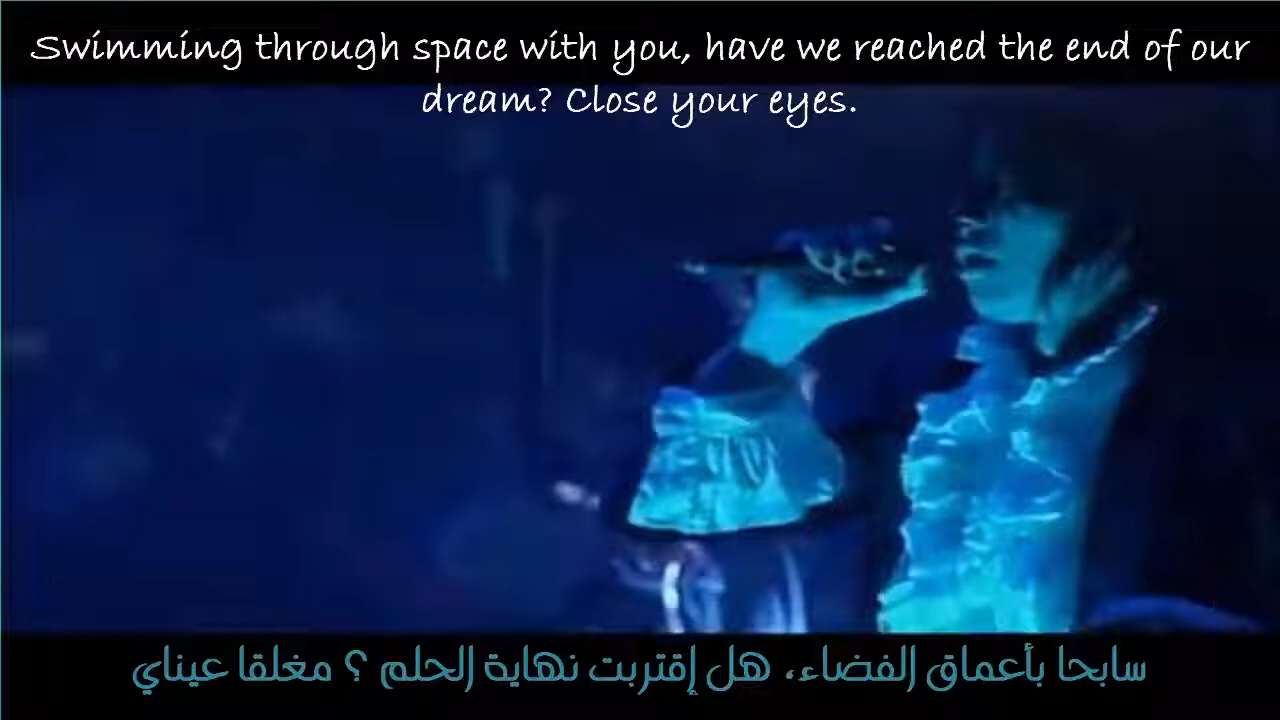 Swimming through space with you, have we reached the end of our
dream? Close your eyes.
سابحا بأعماق الفضاء، هل إقتربت نهاية الحلم ؟ مغلقا عيناي